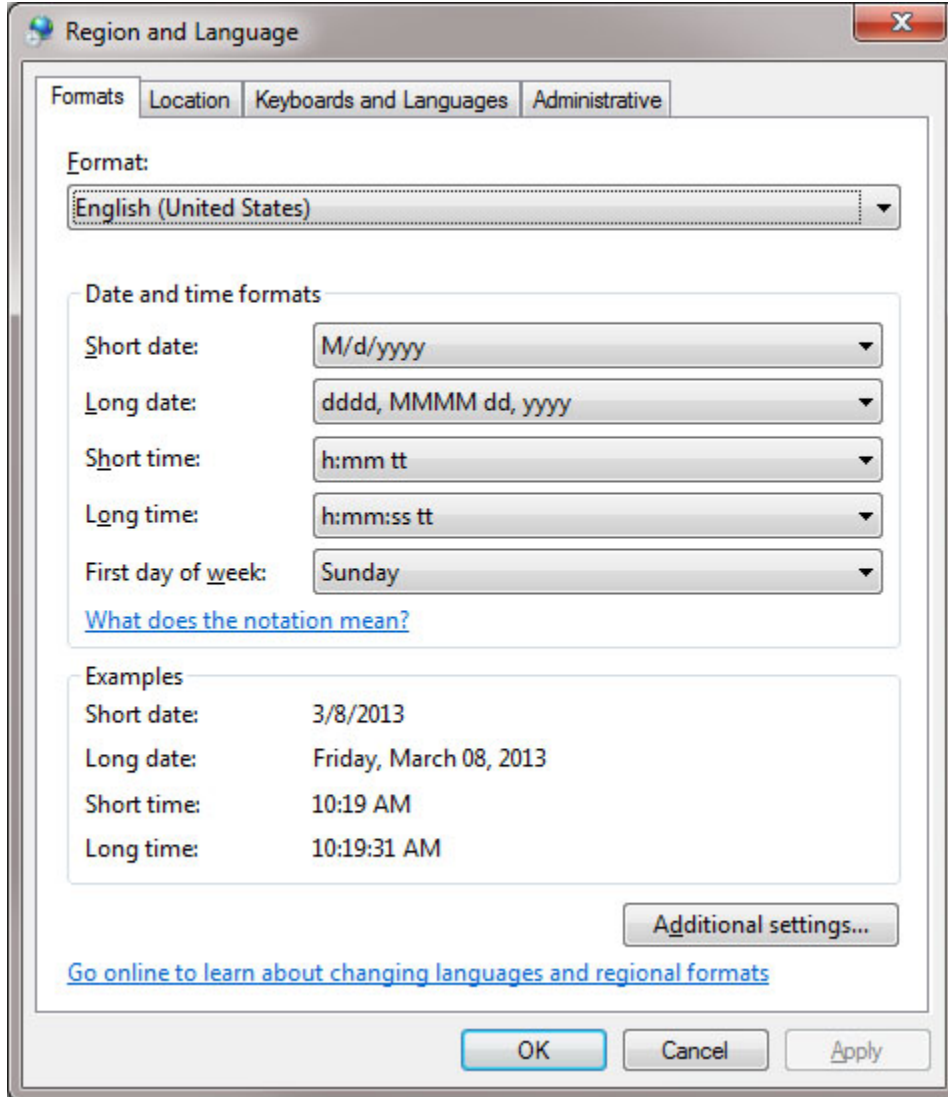 Region and Language
Formats Location Keyboards and Languages Administrative
Format:
English (United States)
Date and time formats
Short date: M/d/yyyy
Long date: dddd, MMMM dd, yyyy
Short time: h:mm tt
Long time: h:mm:ss tt
First day of week: Sunday
What does the notation mean?
Examples
Short date: 3/8/2013
Long date: Friday, March 08, 2013
Short time: 10:19 AM
Long time: 10:19:31 AM
Additional settings...
Go online to learn about changing languages and regional formats
OK Cancel Apply